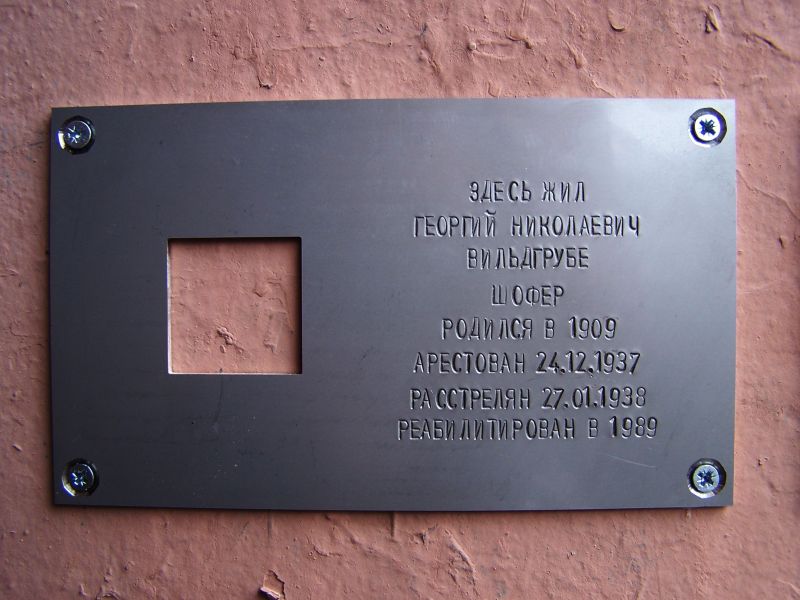 ЗДЕСЬ ЖИЛ
ГЕОРГИЙ НИКОЛАЕВИЧ
ВИЛЬДГРУБЕ
ШОФЕР
РОДИЛСЯ В 1909
АРЕСТОВАН 24.12.1937
РАССТРЕЛЯН 27.01.1938
РЕАБИЛИТИРОВАН В 1989